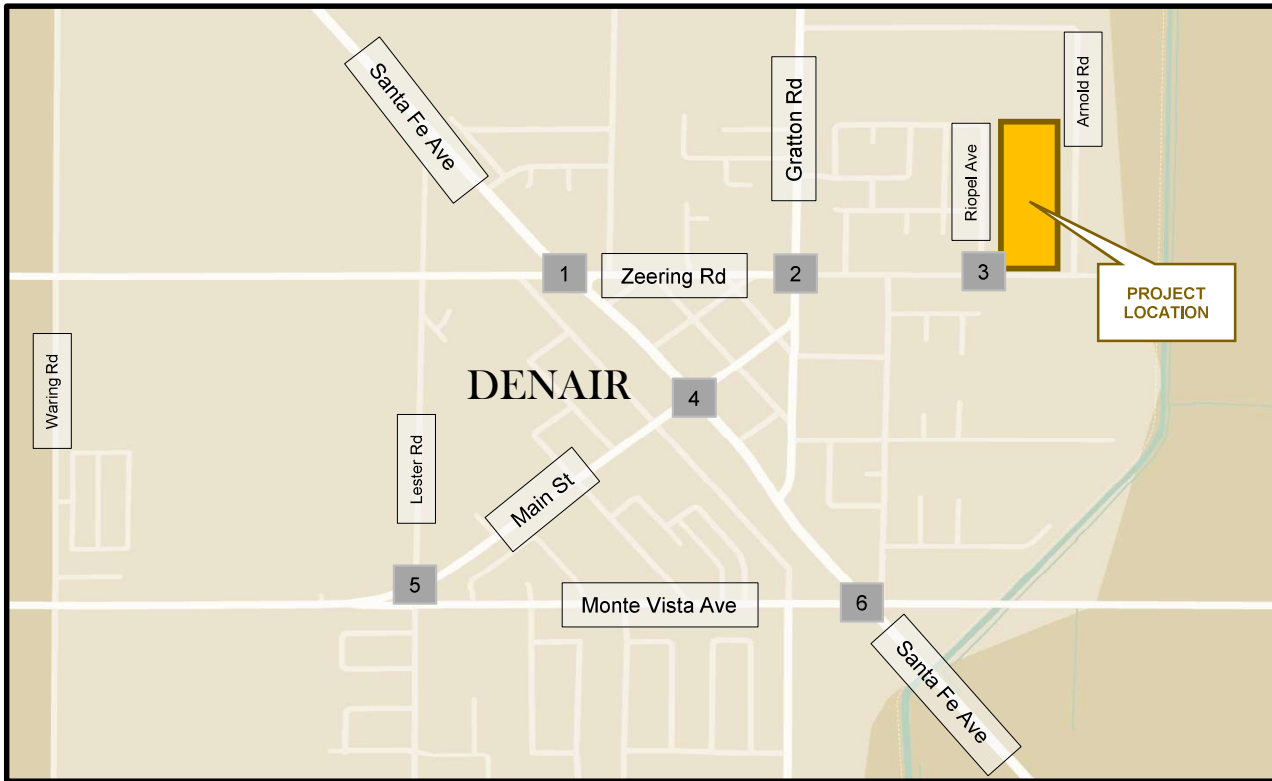 Santa Fe Ave
Gratton Rd
Arnold Rd
Riopel Ave
1
Zeering Rd
2
3
PROJECT
LOCATION
Waring Rd
DENAIR
4
Lester Rd
Main St
5
Monte Vista Ave
6
Santa Fe Ave